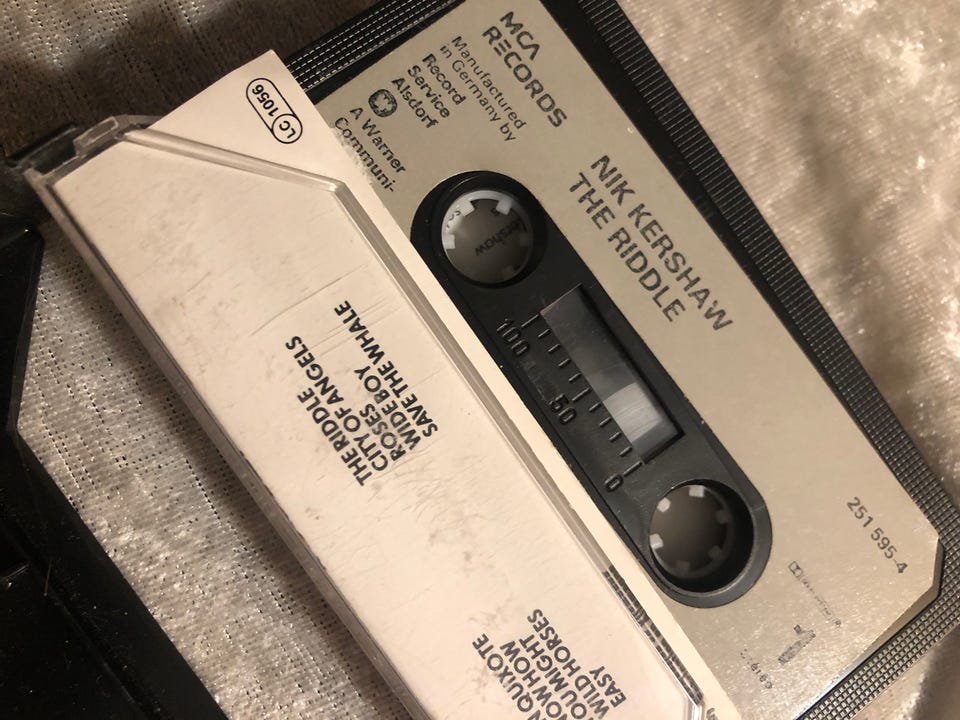 MCA
RECORDS
Manufactured
in Germany by
Record
Service
Alsdorf
A Warner
Communi-
NIK KERSHAW
THE RIDDLE
100
50
0
251 595-4
1
LC 1056
THE RIDDLE
CITY OF ANGELS
ROSES
WIDE BOY
SAVE THE WHALE
QUIXOTE
HOW
YOU MIGHT
WILD HORSES
EASY